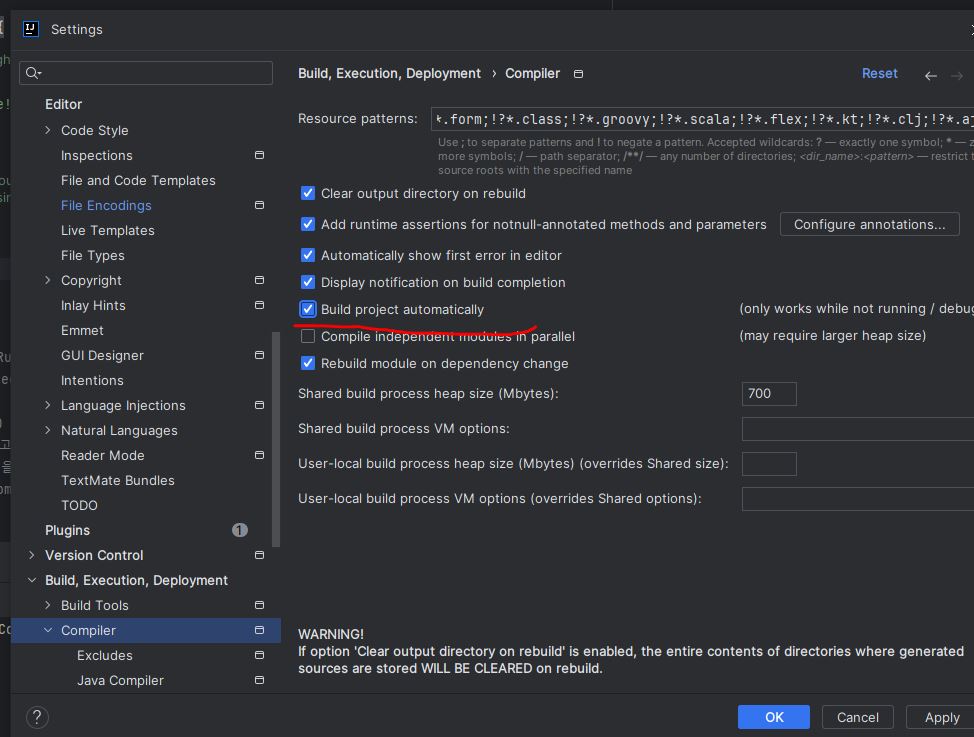 Settings
Editor
Code Style
Inspections
File and Code Templates
File Encodings
Live Templates
File Types
Copyright
Inlay Hints
Emmet
GUI Designer
Intentions
Language Injections
Natural Languages
Reader Mode
TextMate Bundles
TODO
Plugins 1
Version Control
Build, Execution, Deployment
Build Tools
Compiler
Excludes
Java Compiler
Build, Execution, Deployment › Compiler Reset
Resource patterns: *.form;!?*.class;!?*.groovy;!?*.scala;!?*.flex;!?*.kt;!?*.clj;!?*.aj
Use ; to separate patterns and ! to negate a pattern. Accepted wildcards: ? — exactly one symbol; * — z
more symbols; / — path separator; /**/ — any number of directories; <dir_name>:<pattern> — restrict t
source roots with the specified name
Clear output directory on rebuild
Add runtime assertions for notnull-annotated methods and parameters Configure annotations...
Automatically show first error in editor
Display notification on build completion
Build project automatically (only works while not running / debug
Compile independent modules in parallel (may require larger heap size)
Rebuild module on dependency change
Shared build process heap size (Mbytes): 700
Shared build process VM options:
User-local build process heap size (Mbytes) (overrides Shared size):
User-local build process VM options (overrides Shared options):
WARNING!
If option 'Clear output directory on rebuild' is enabled, the entire contents of directories where generated
sources are stored WILL BE CLEARED on rebuild.
? OK Cancel Apply